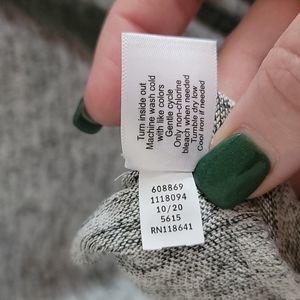 Turn inside out
Machine wash cold
with like colors
Gentle cycle
Only non-chlorine
bleach when needed
Tumble dry low
Cool iron if needed
608869
1118094
10/20
5615
RN118641